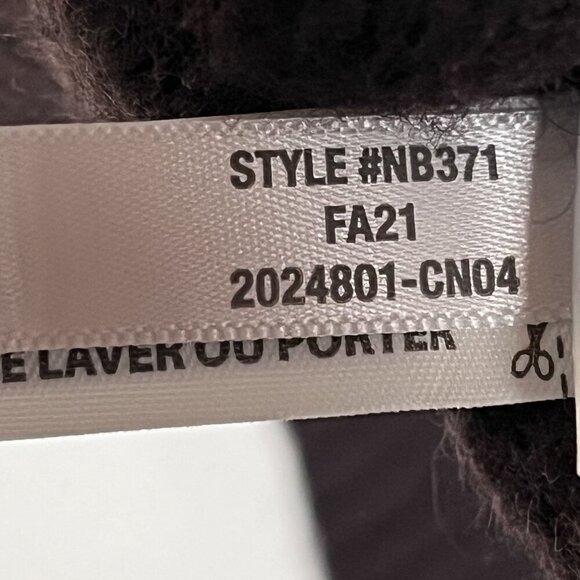 STYLE #NB371
FA21
2024801-CN04
E LAVER OU PORTER